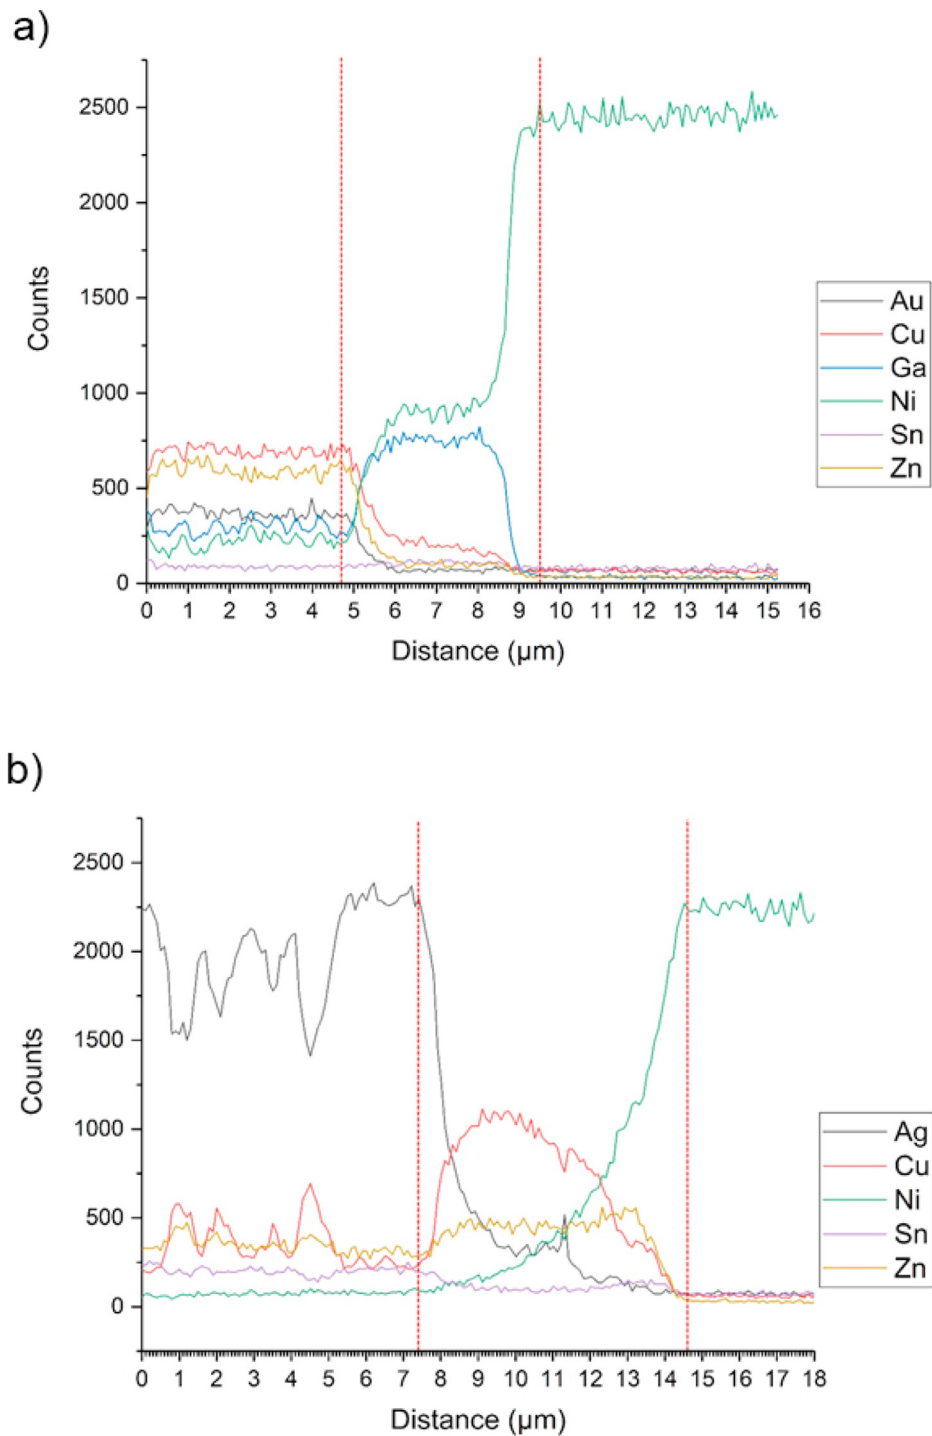 a)
2500
2000
1500
1000
500
0
Counts
0 1 2 3 4 5 6 7 8 9 10 11 12 13 14 15 16
Distance (µm)
Au
Cu
Ga
Ni
Sn
Zn
b)
2500
2000
1500
1000
500
0
Counts
0 1 2 3 4 5 6 7 8 9 10 11 12 13 14 15 16 17 18
Distance (µm)
Ag
Cu
Ni
Sn
Zn